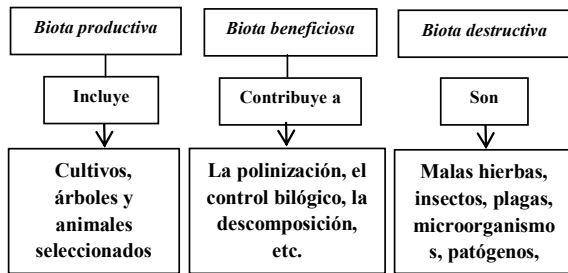 Biota productiva
Incluye
Cultivos,
árboles y
animales
seleccionados
Biota beneficiosa
Contribuye a
La polinización, el
control bilógico, la
descomposición,
etc.
Biota destructiva
Son
Malas hierbas,
insectos, plagas,
microorganismo
s, patógenos,